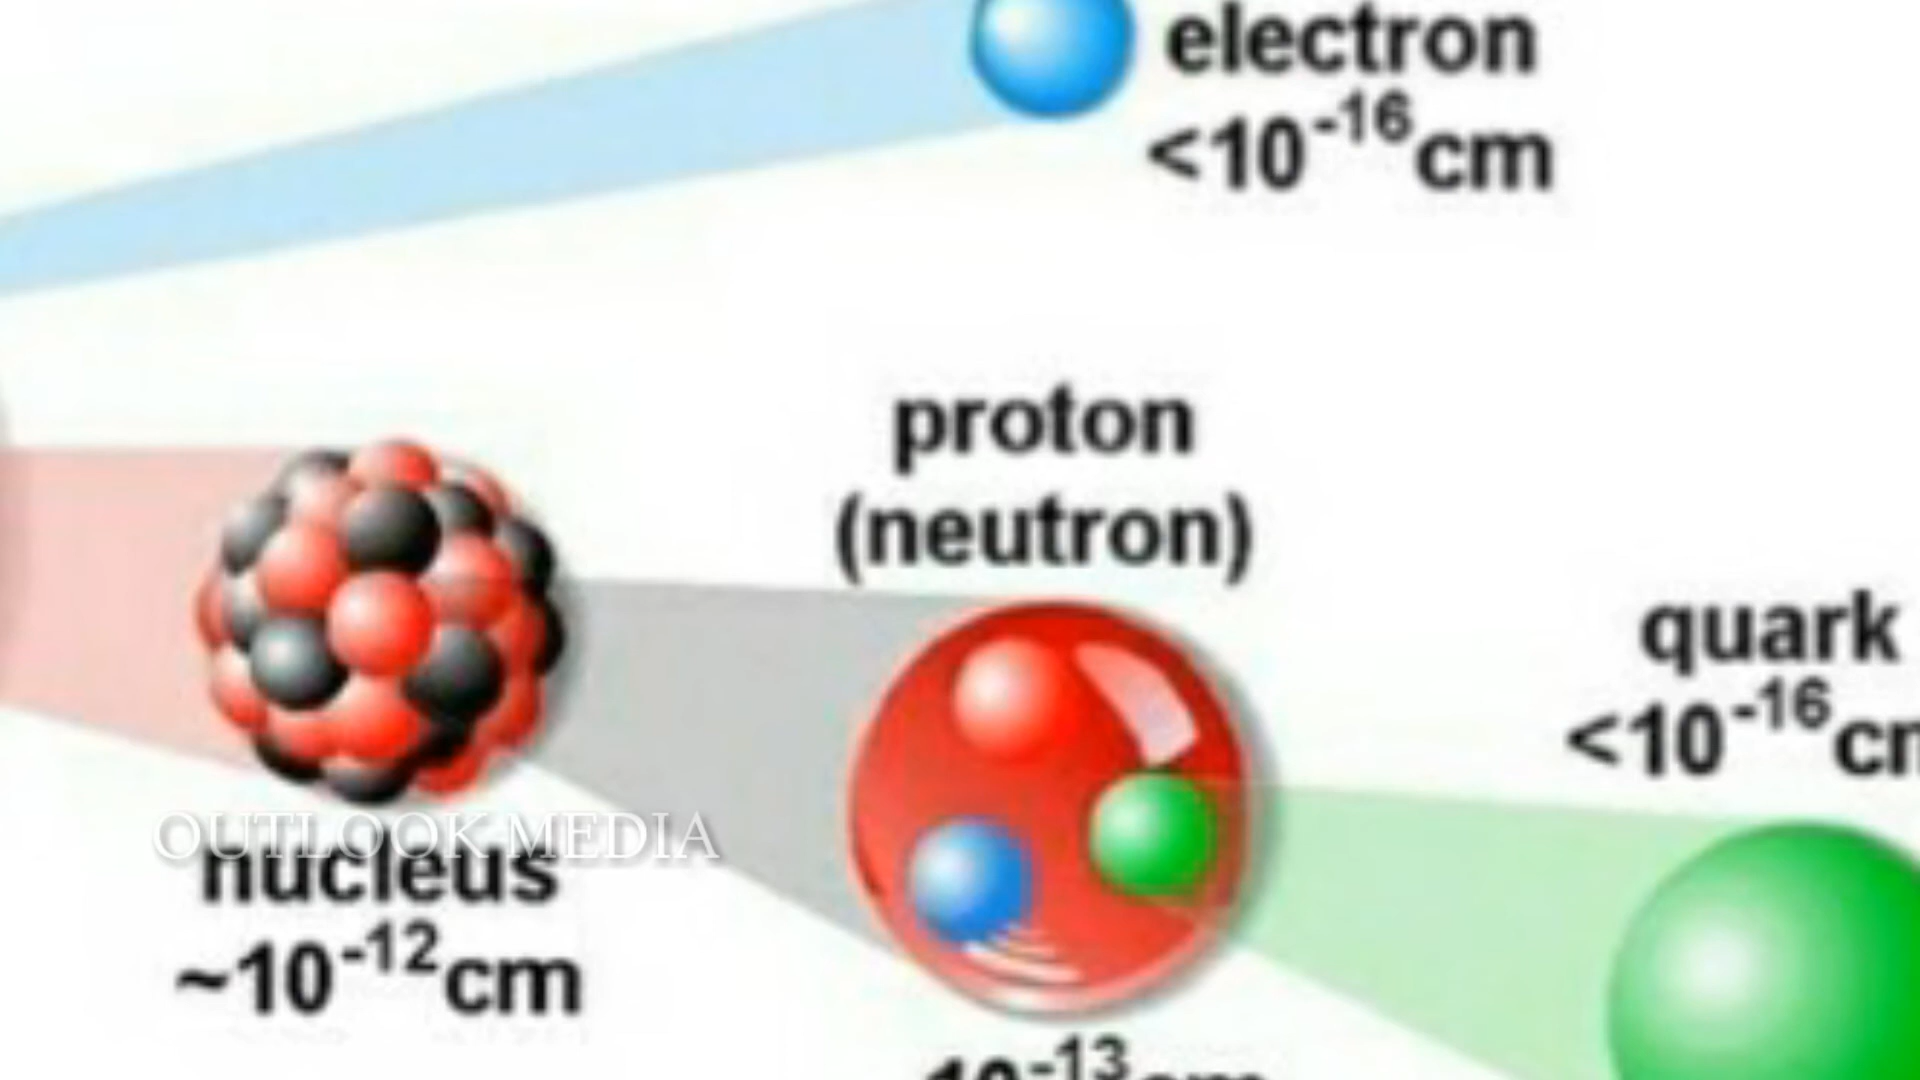 electron
<10⁻¹⁶cm
proton
(neutron)
quark
<10⁻¹⁶cm
OUTLOOK MEDIA
nucleus
~10⁻¹²cm
10⁻¹³cm